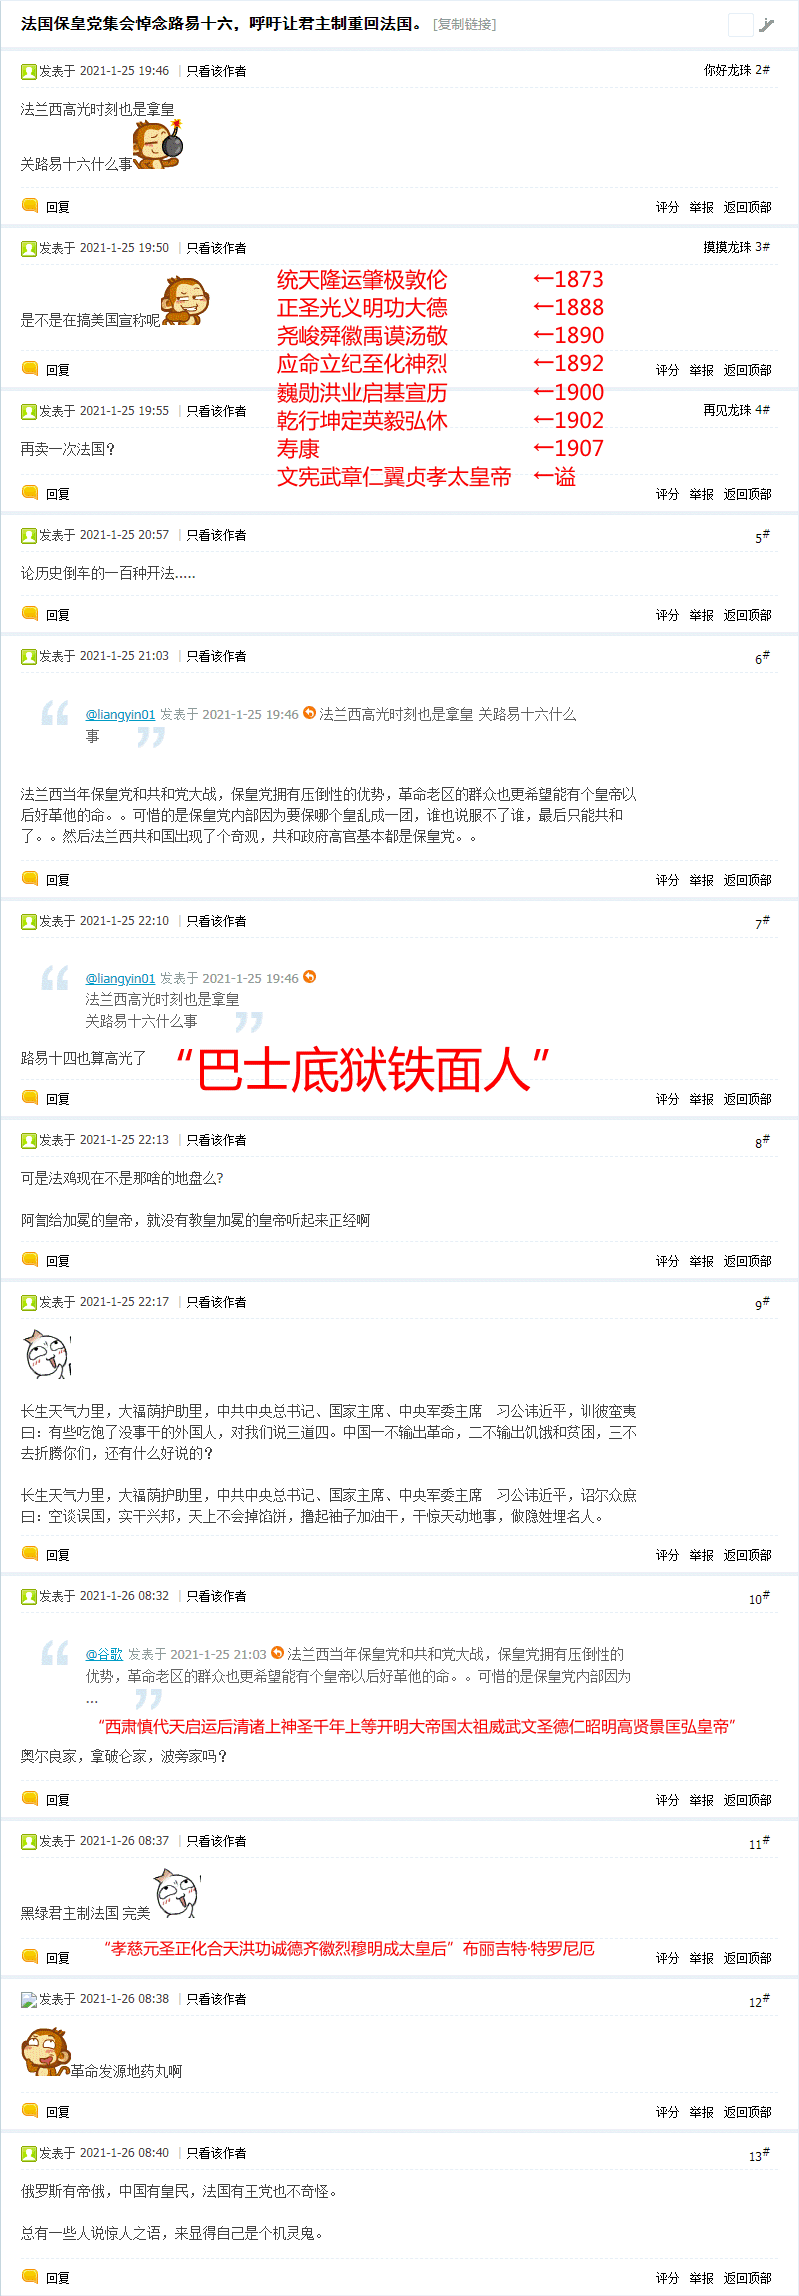 法国保皇党集会悼念路易十六，呼吁让君主制重回法国。 [复制链接]
发表于 2021-1-25 19:46 | 只看该作者 你好龙珠 2#
法兰西高光时刻也是拿皇
关路易十六什么事
回复 评分 举报 返回顶部
发表于 2021-1-25 19:50 | 只看该作者 摸摸龙珠 3#
统天隆运肇极敦伦 ←1873
正圣光义明功大德 ←1888
是不是在搞美国宣称呢
尧峻舜徽禹谟汤敬 ←1890
应命立纪至化神烈 ←1892
回复 评分 举报 返回顶部
巍勋洪业启基宣历 ←1900
发表于 2021-1-25 19:55 | 只看该作者 再见龙珠 4#
乾行坤定英毅弘休 ←1902
再卖一次法国？
寿康 ←1907
文宪武章仁翼贞孝太皇帝 ←谥
回复 评分 举报 返回顶部
发表于 2021-1-25 20:57 | 只看该作者 5#
论历史倒车的一百种开法.....
回复 评分 举报 返回顶部
发表于 2021-1-25 21:03 | 只看该作者 6#
“ @liangyin01 发表于 2021-1-25 19:46 法兰西高光时刻也是拿皇 关路易十六什么
事 ”
法兰西当年保皇党和共和党大战，保皇党拥有压倒性的优势，革命老区的群众也更希望能有个皇帝以
后好革他的命。。可惜的是保皇党内部因为要保哪个皇乱成一团，谁也说服不了谁，最后只能共和
了。。然后法兰西共和国出现了个奇观，共和政府高官基本都是保皇党。。
回复 评分 举报 返回顶部
发表于 2021-1-25 22:10 | 只看该作者 7#
“ @liangyin01 发表于 2021-1-25 19:46
法兰西高光时刻也是拿皇
关路易十六什么事 ”
路易十四也算高光了 “巴士底狱铁面人”
回复 评分 举报 返回顶部
发表于 2021-1-25 22:13 | 只看该作者 8#
可是法鸡现在不是那啥的地盘么?
阿訇给加冕的皇帝，就没有教皇加冕的皇帝听起来正经啊
回复 评分 举报 返回顶部
发表于 2021-1-25 22:17 | 只看该作者 9#
长生天气力里，大福荫护助里，中共中央总书记、国家主席、中央军委主席　习公讳近平，训彼蛮夷
曰：有些吃饱了没事干的外国人，对我们说三道四。中国一不输出革命，二不输出饥饿和贫困，三不
去折腾你们，还有什么好说的？
长生天气力里，大福荫护助里，中共中央总书记、国家主席、中央军委主席　习公讳近平，诏尔众庶
曰：空谈误国，实干兴邦，天上不会掉馅饼，撸起袖子加油干，干惊天动地事，做隐姓埋名人。
回复 评分 举报 返回顶部
发表于 2021-1-26 08:32 | 只看该作者 10#
“ @谷歌 发表于 2021-1-25 21:03 法兰西当年保皇党和共和党大战，保皇党拥有压倒性的
优势，革命老区的群众也更希望能有个皇帝以后好革他的命。。可惜的是保皇党内部因为
... ”
“西肃慎代天启运后清诸上神圣千年上等开明大帝国太祖威武文圣德仁昭明高贤景匡弘皇帝”
奥尔良家，拿破仑家，波旁家吗？
回复 评分 举报 返回顶部
发表于 2021-1-26 08:37 | 只看该作者 11#
黑绿君主制法国 完美
“孝慈元圣正化合天洪功诚德齐徽烈穆明成太皇后”布丽吉特·特罗尼厄
回复 评分 举报 返回顶部
发表于 2021-1-26 08:38 | 只看该作者 12#
革命发源地药丸啊
回复 评分 举报 返回顶部
发表于 2021-1-26 08:40 | 只看该作者 13#
俄罗斯有帝俄，中国有皇民，法国有王党也不奇怪。
总有一些人说惊人之语，来显得自己是个机灵鬼。
回复 评分 举报 返回顶部